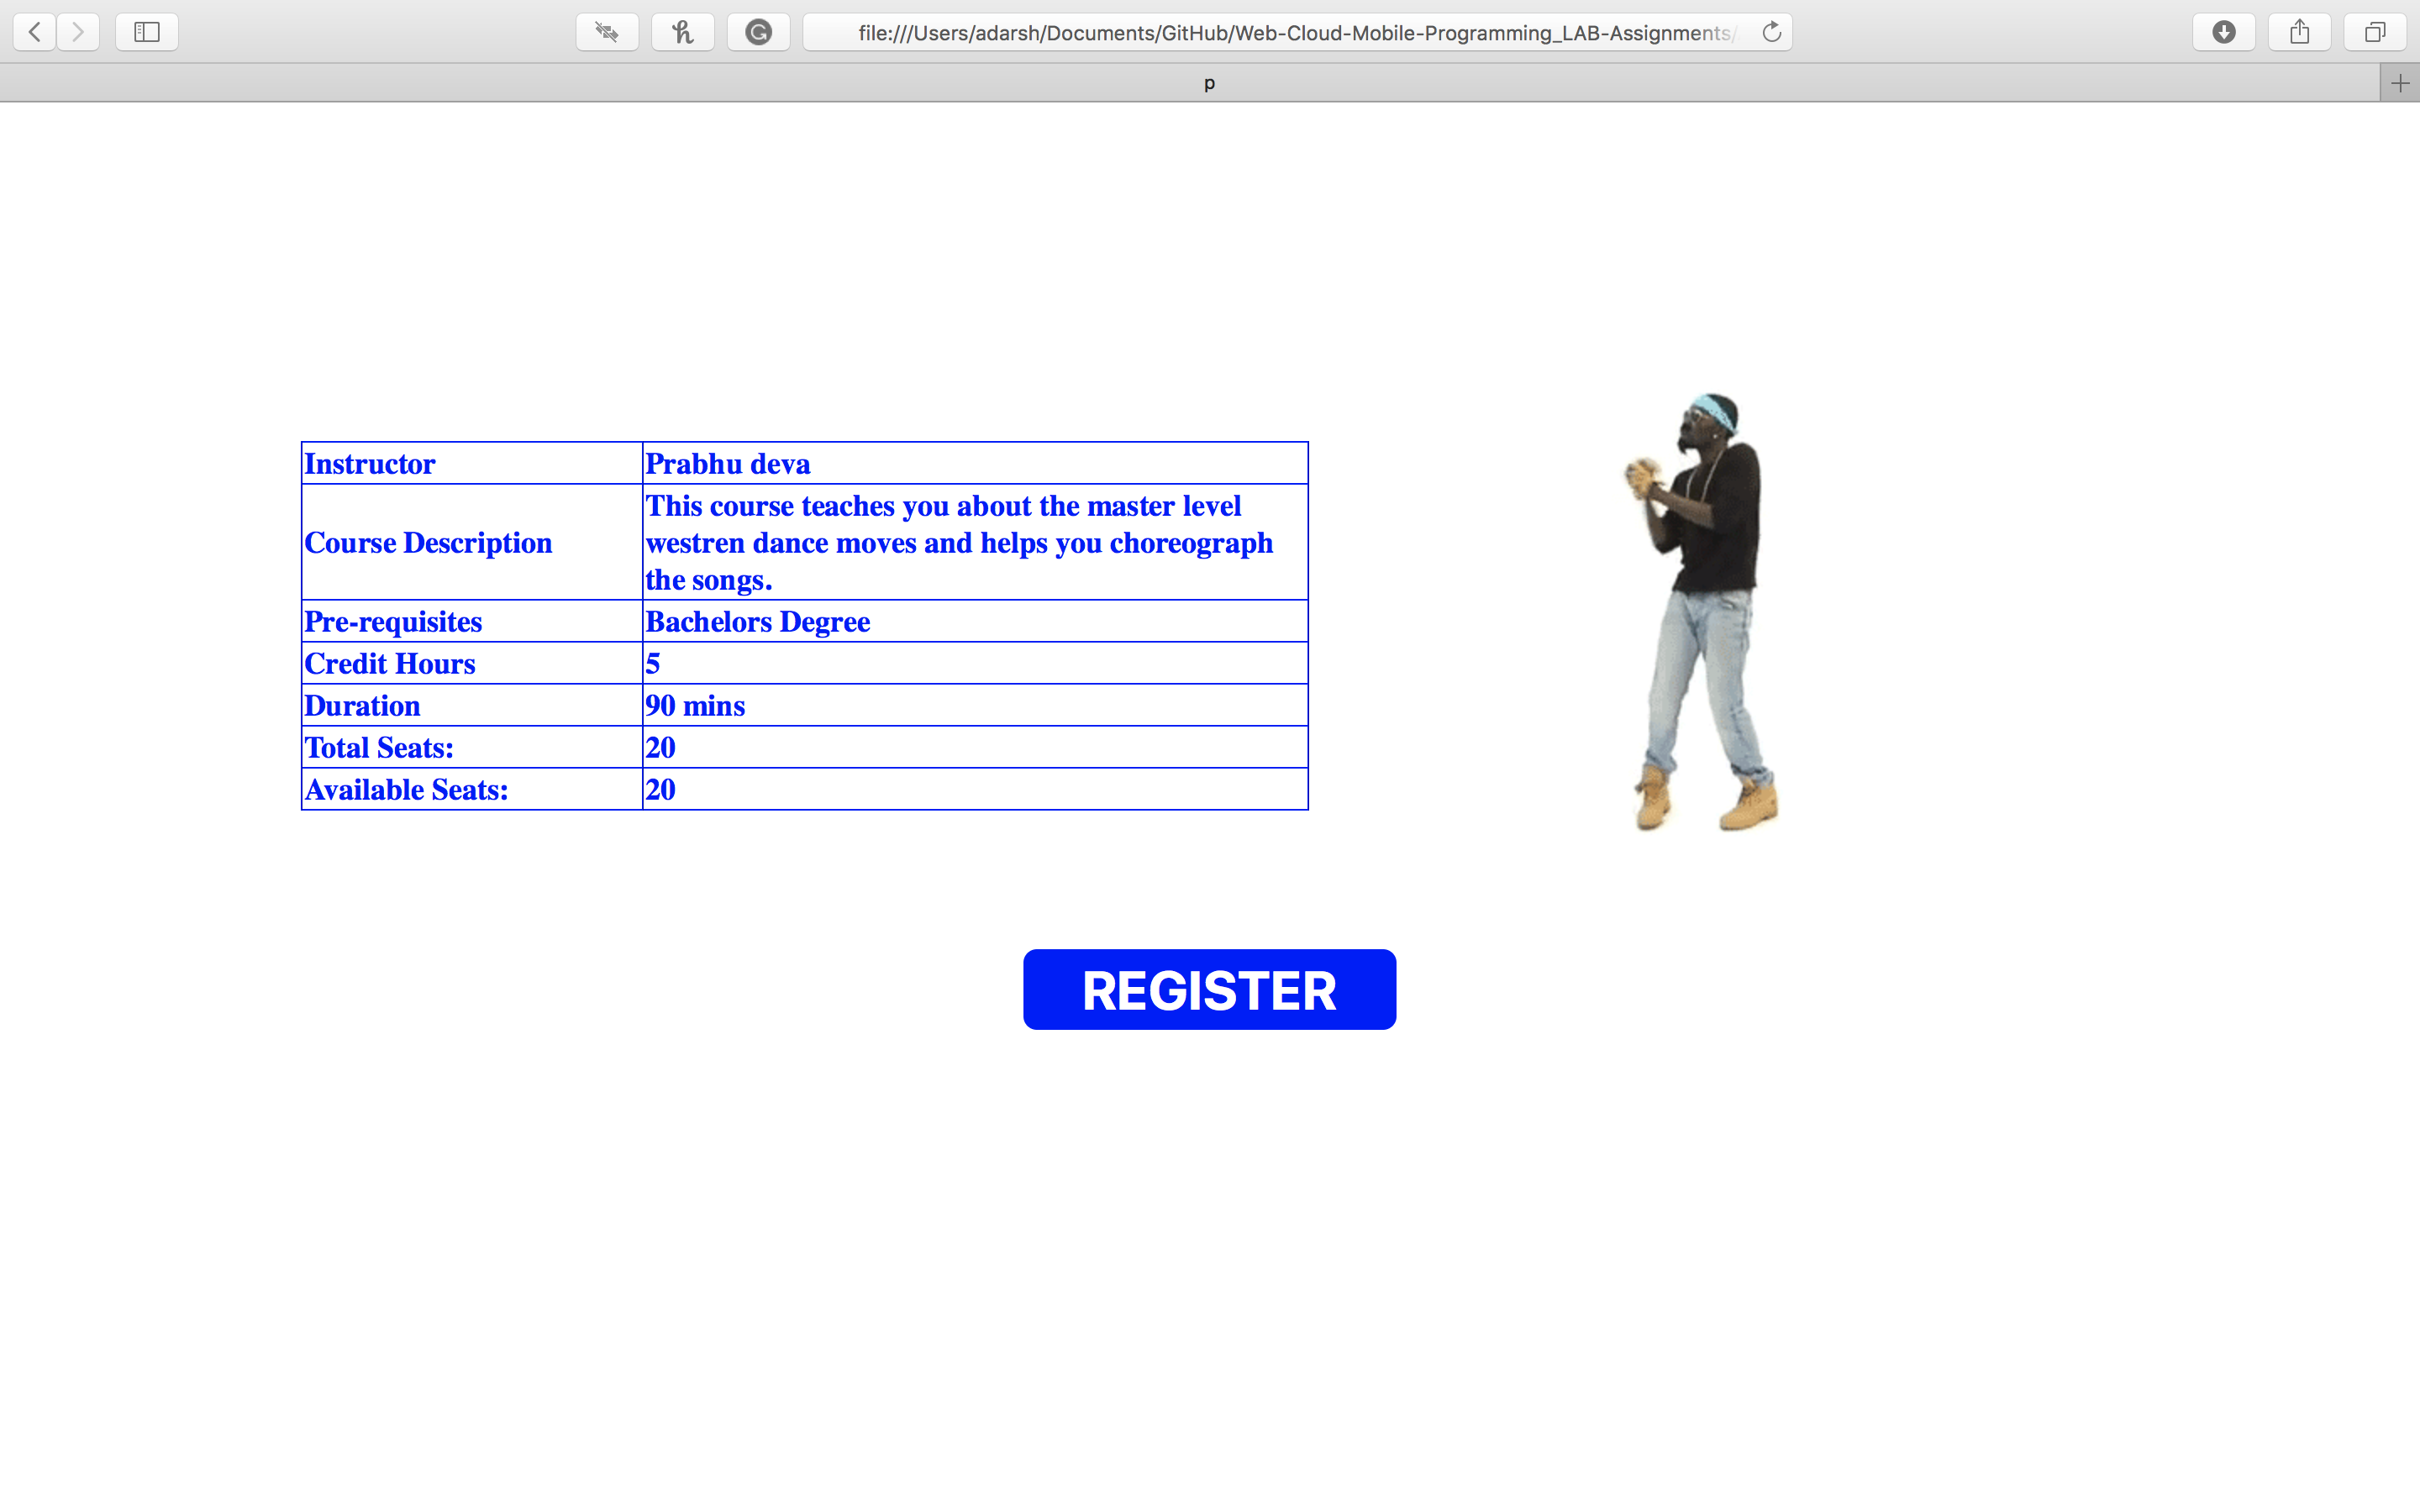 file:///Users/adarsh/Documents/GitHub/Web-Cloud-Mobile-Programming_LAB-Assignments/
p
Instructor Prabhu deva
Course Description This course teaches you about the master level
westren dance moves and helps you choreograph
the songs.
Pre-requisites Bachelors Degree
Credit Hours 5
Duration 90 mins
Total Seats: 20
Available Seats: 20
REGISTER